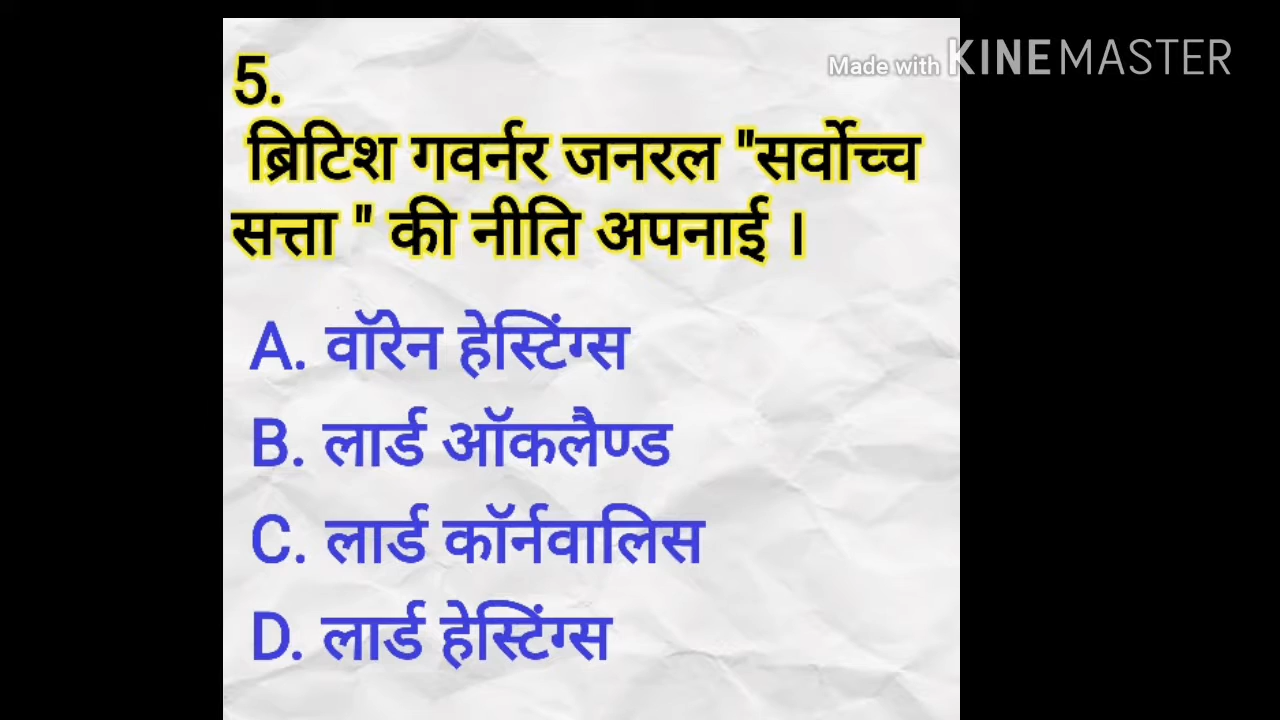 Made with KINEMASTER
5.
ब्रिटिश गवर्नर जनरल "सर्वोच्च
सत्ता " की नीति अपनाई ।
A. वॉरेन हेस्टिंग्स
B. लार्ड ऑकलैण्ड
C. लार्ड कॉर्नवालिस
D. लार्ड हेस्टिंग्स